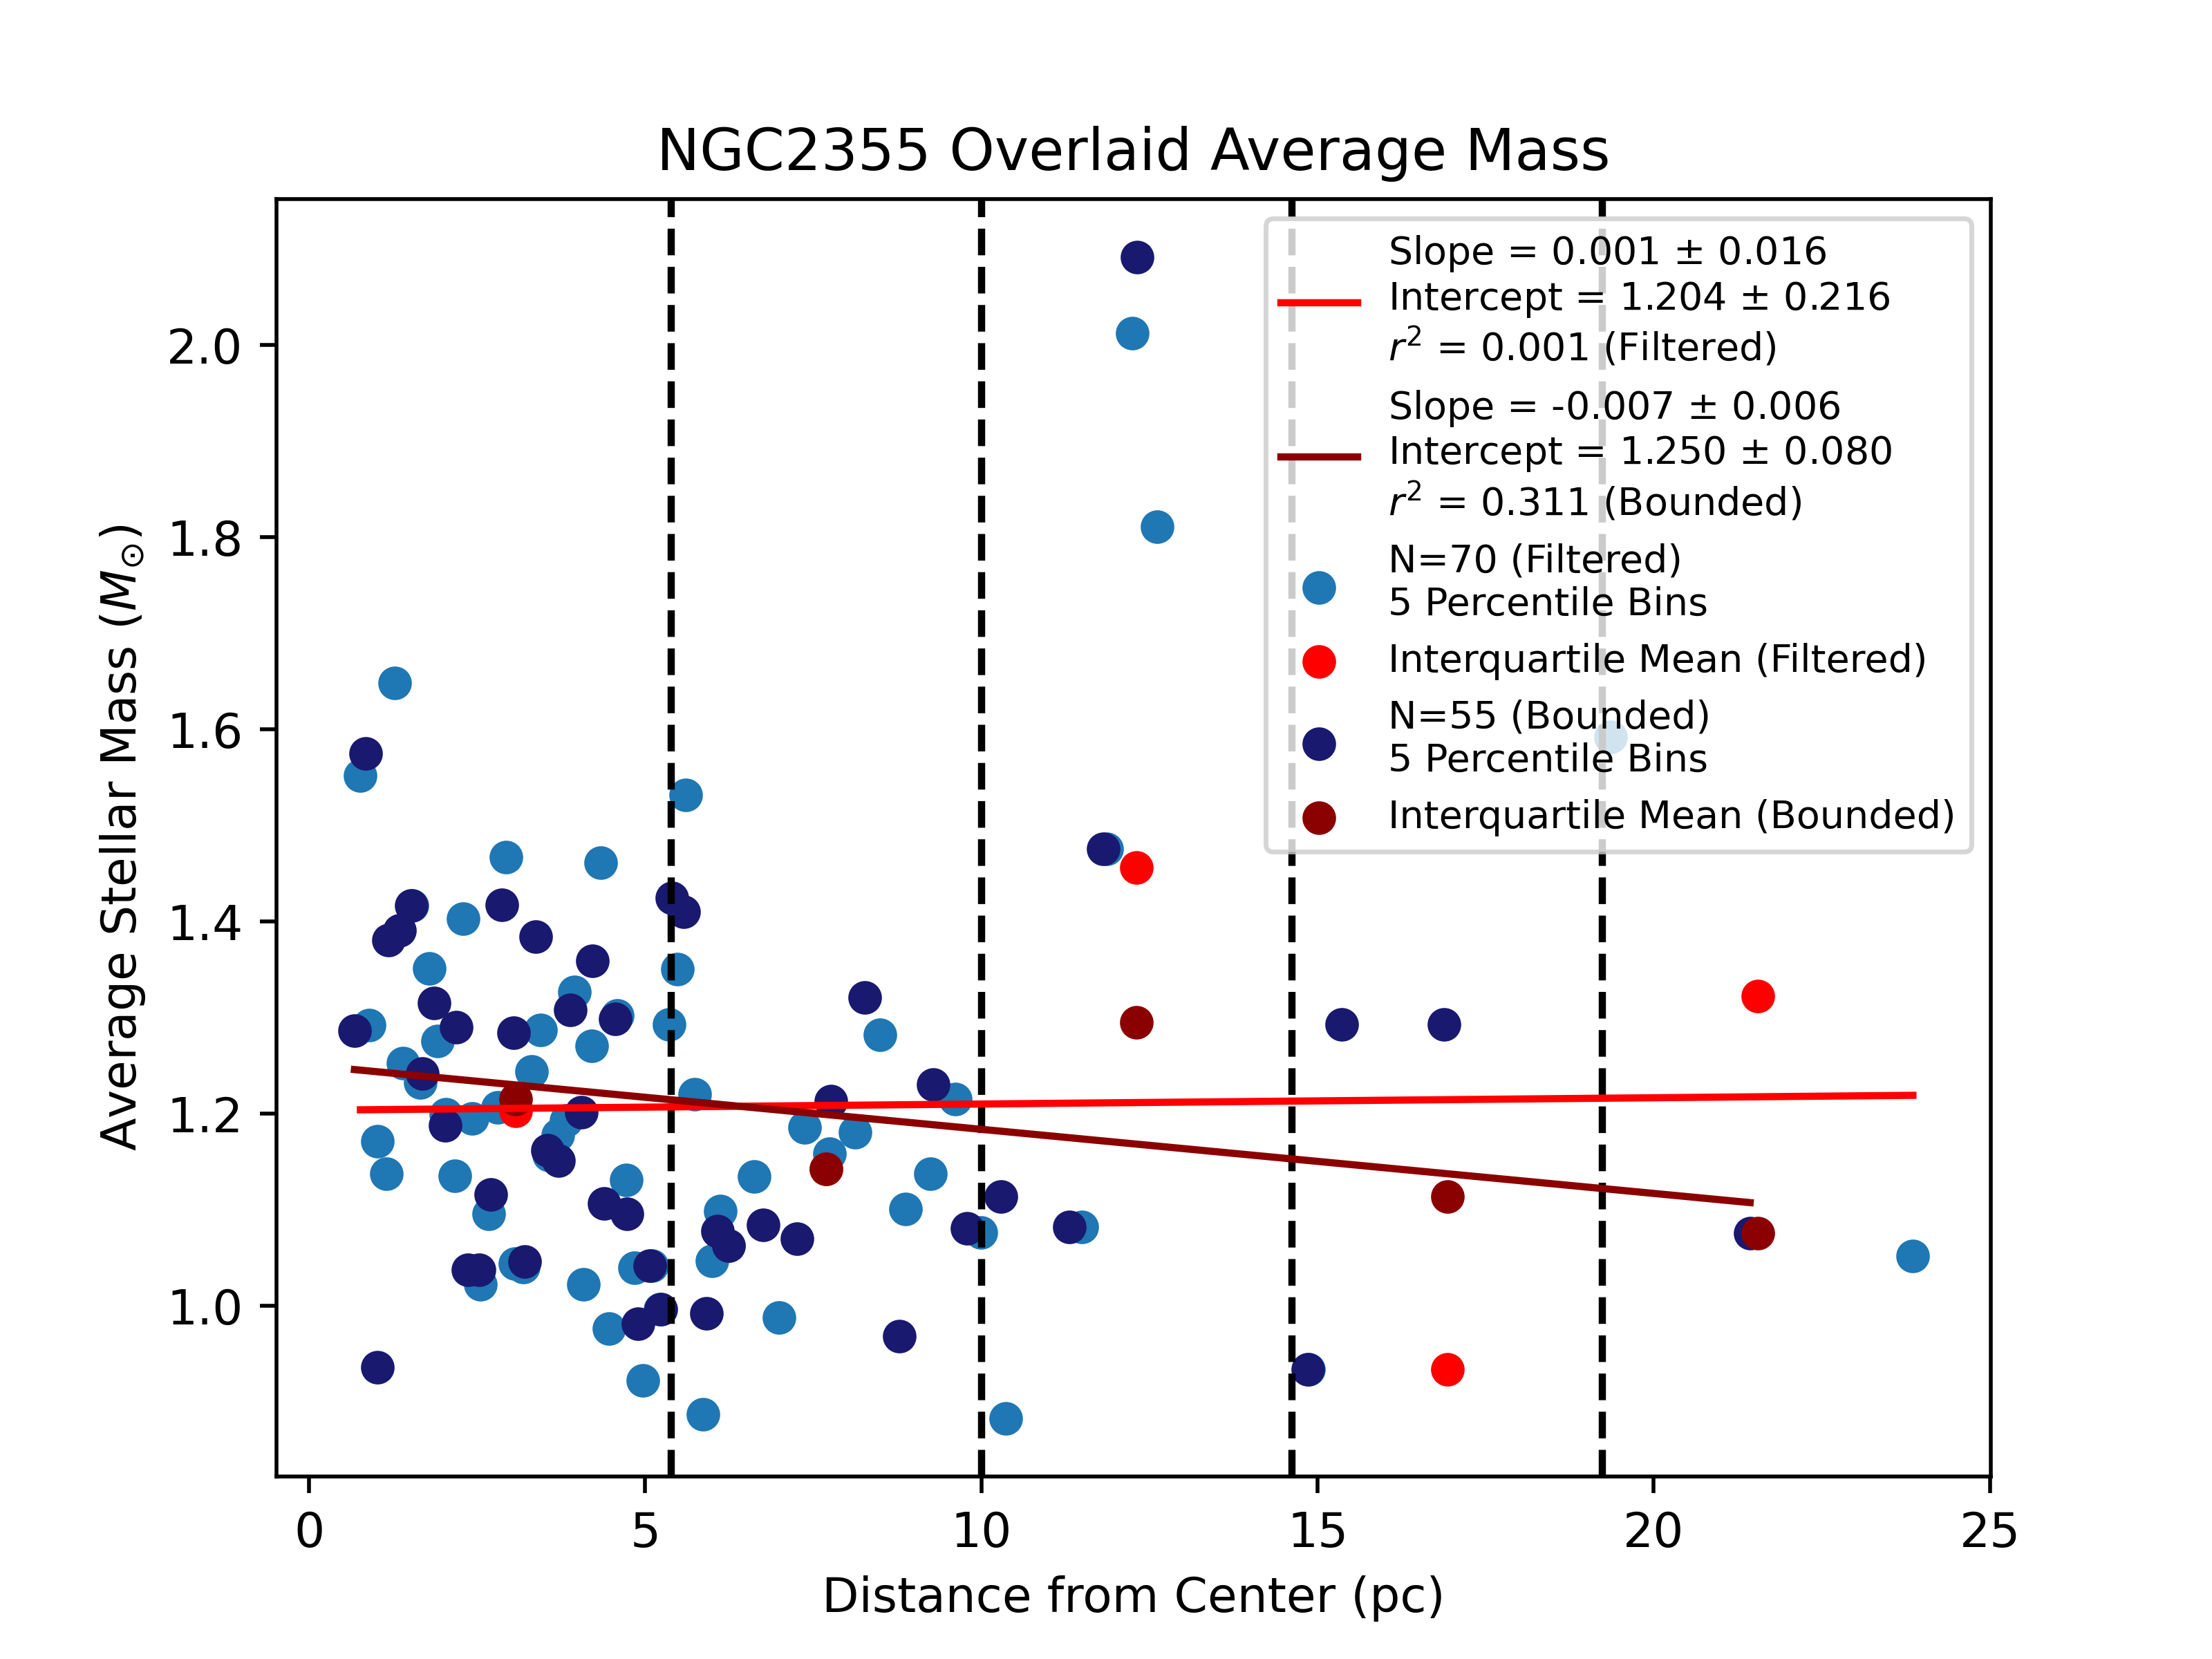 NGC2355 Overlaid Average Mass
Slope = 0.001 ± 0.016
Intercept = 1.204 ± 0.216
r² = 0.001 (Filtered)
Slope = -0.007 ± 0.006
Intercept = 1.250 ± 0.080
r² = 0.311 (Bounded)
N=70 (Filtered)
5 Percentile Bins
Interquartile Mean (Filtered)
N=55 (Bounded)
5 Percentile Bins
Interquartile Mean (Bounded)
Average Stellar Mass (M☉)
2.0
1.8
1.6
1.4
1.2
1.0
0 5 10 15 20 25
Distance from Center (pc)